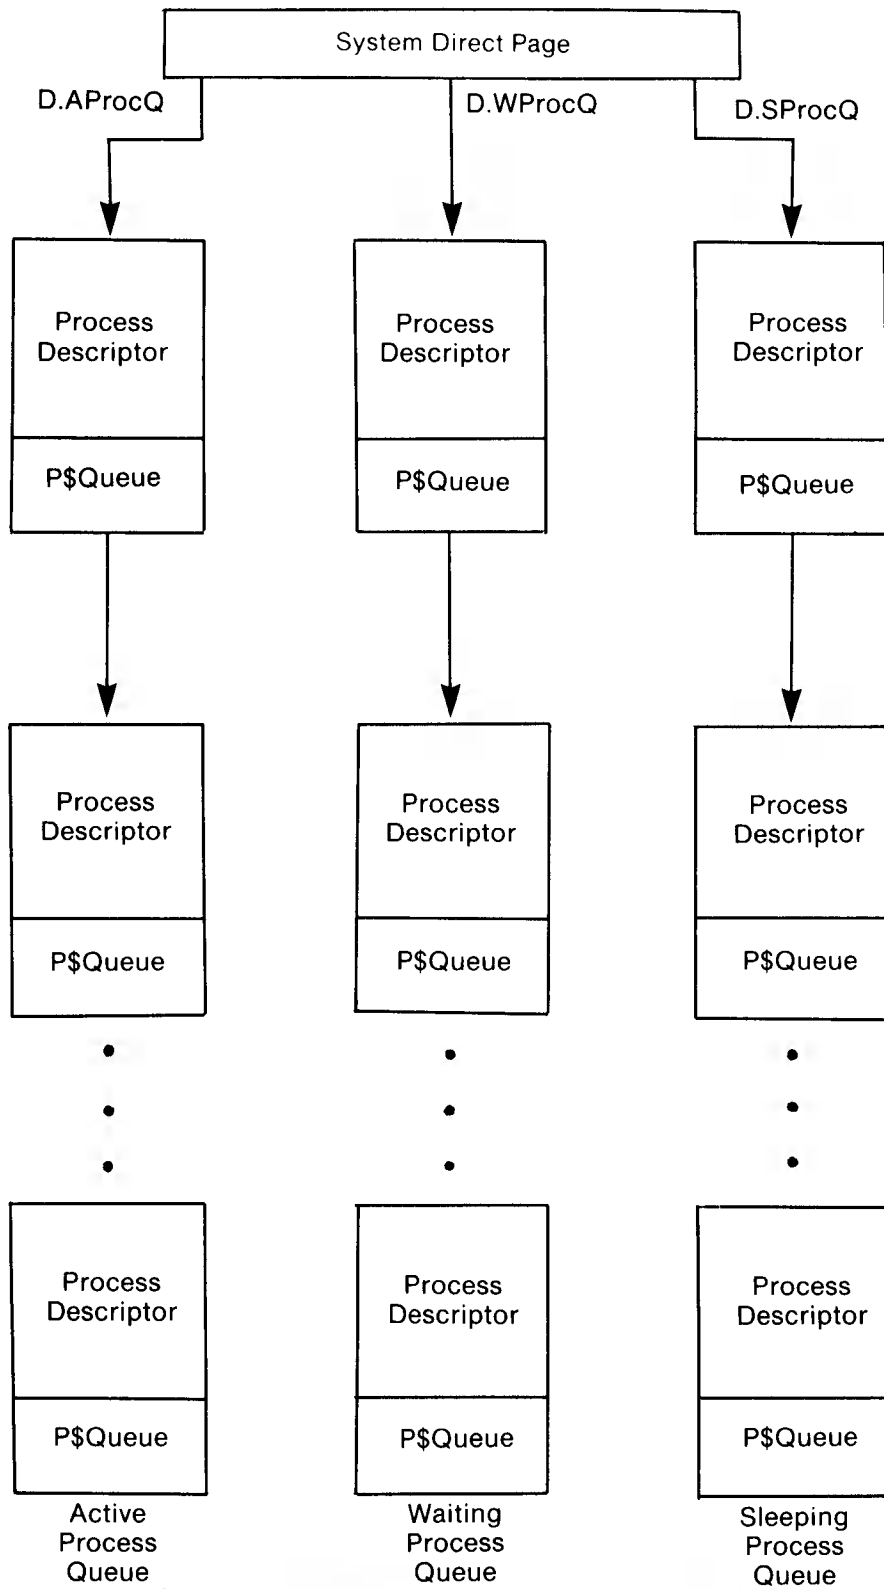 System Direct Page
D.AProcQ
D.WProcQ
D.SProcQ
Process
Descriptor
P$Queue
Process
Descriptor
P$Queue
Process
Descriptor
P$Queue
Process
Descriptor
P$Queue
Process
Descriptor
P$Queue
Process
Descriptor
P$Queue
Process
Descriptor
P$Queue
Process
Descriptor
P$Queue
Process
Descriptor
P$Queue
Active
Process
Queue
Waiting
Process
Queue
Sleeping
Process
Queue